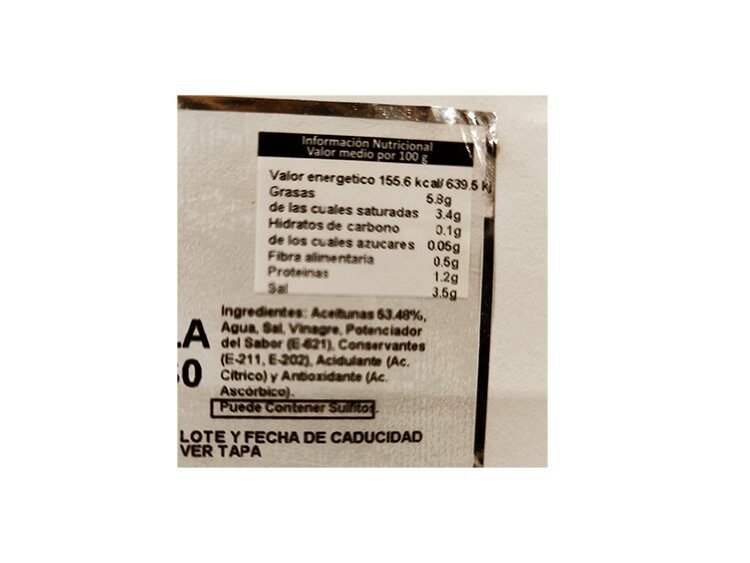 Información Nutricional
Valor medio por 100 g
Valor energetico 155.6 kcal/ 639.5 kj
Grasas 5.8g
de las cuales saturadas 3.4g
Hidratos de carbono 0.1g
de los cuales azucares 0.05g
Fibra alimentaria 0.5g
Proteinas 1.2g
Sal 3.5g
Ingredientes: Aceitunas 53.48%,
Agua, Sal, Vinagre, Potenciador
del Sabor (E-621), Conservantes
(E-211, E-202), Acidulante (Ac.
Cítrico) y Antioxidante (Ac.
Ascórbico).
Puede Contener Sulfitos.
LA
0
LOTE Y FECHA DE CADUCIDAD
VER TAPA